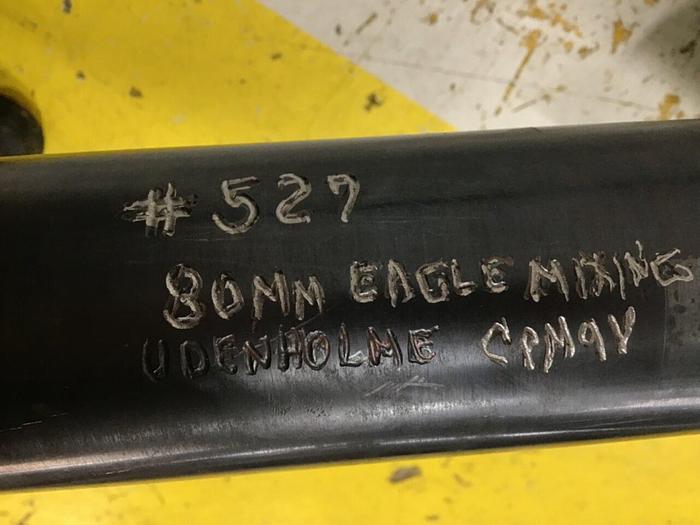 #527
80MM EAGLE MIXING
UDENHOLME CPM9V